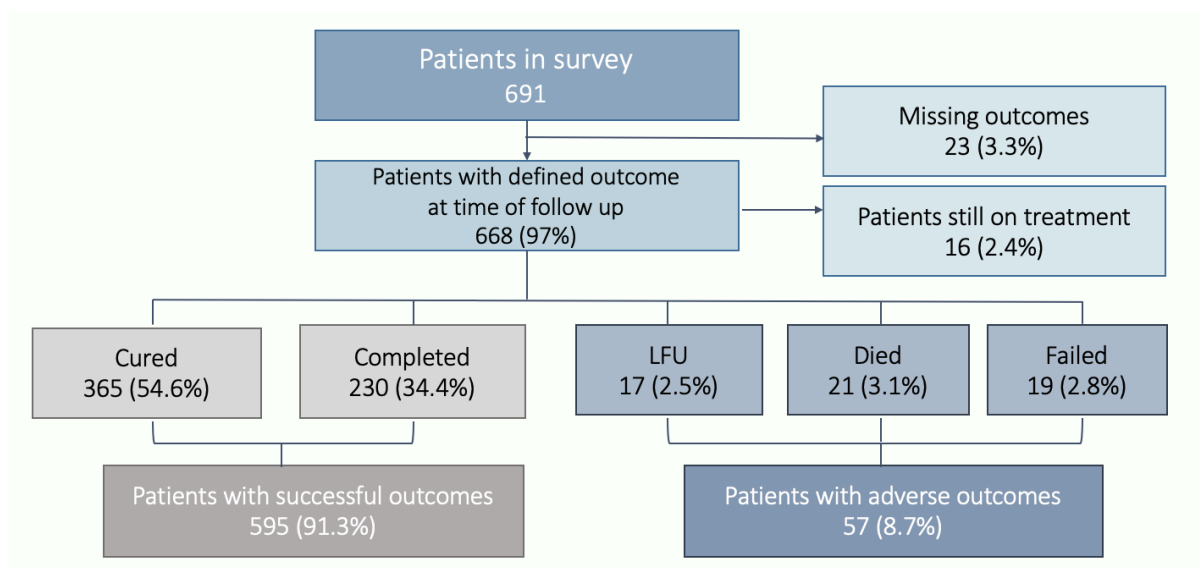 Patients in survey
691
Missing outcomes
23 (3.3%)
Patients with defined outcome
at time of follow up
668 (97%)
Patients still on treatment
16 (2.4%)
Cured
365 (54.6%)
Completed
230 (34.4%)
LFU
17 (2.5%)
Died
21 (3.1%)
Failed
19 (2.8%)
Patients with successful outcomes
595 (91.3%)
Patients with adverse outcomes
57 (8.7%)